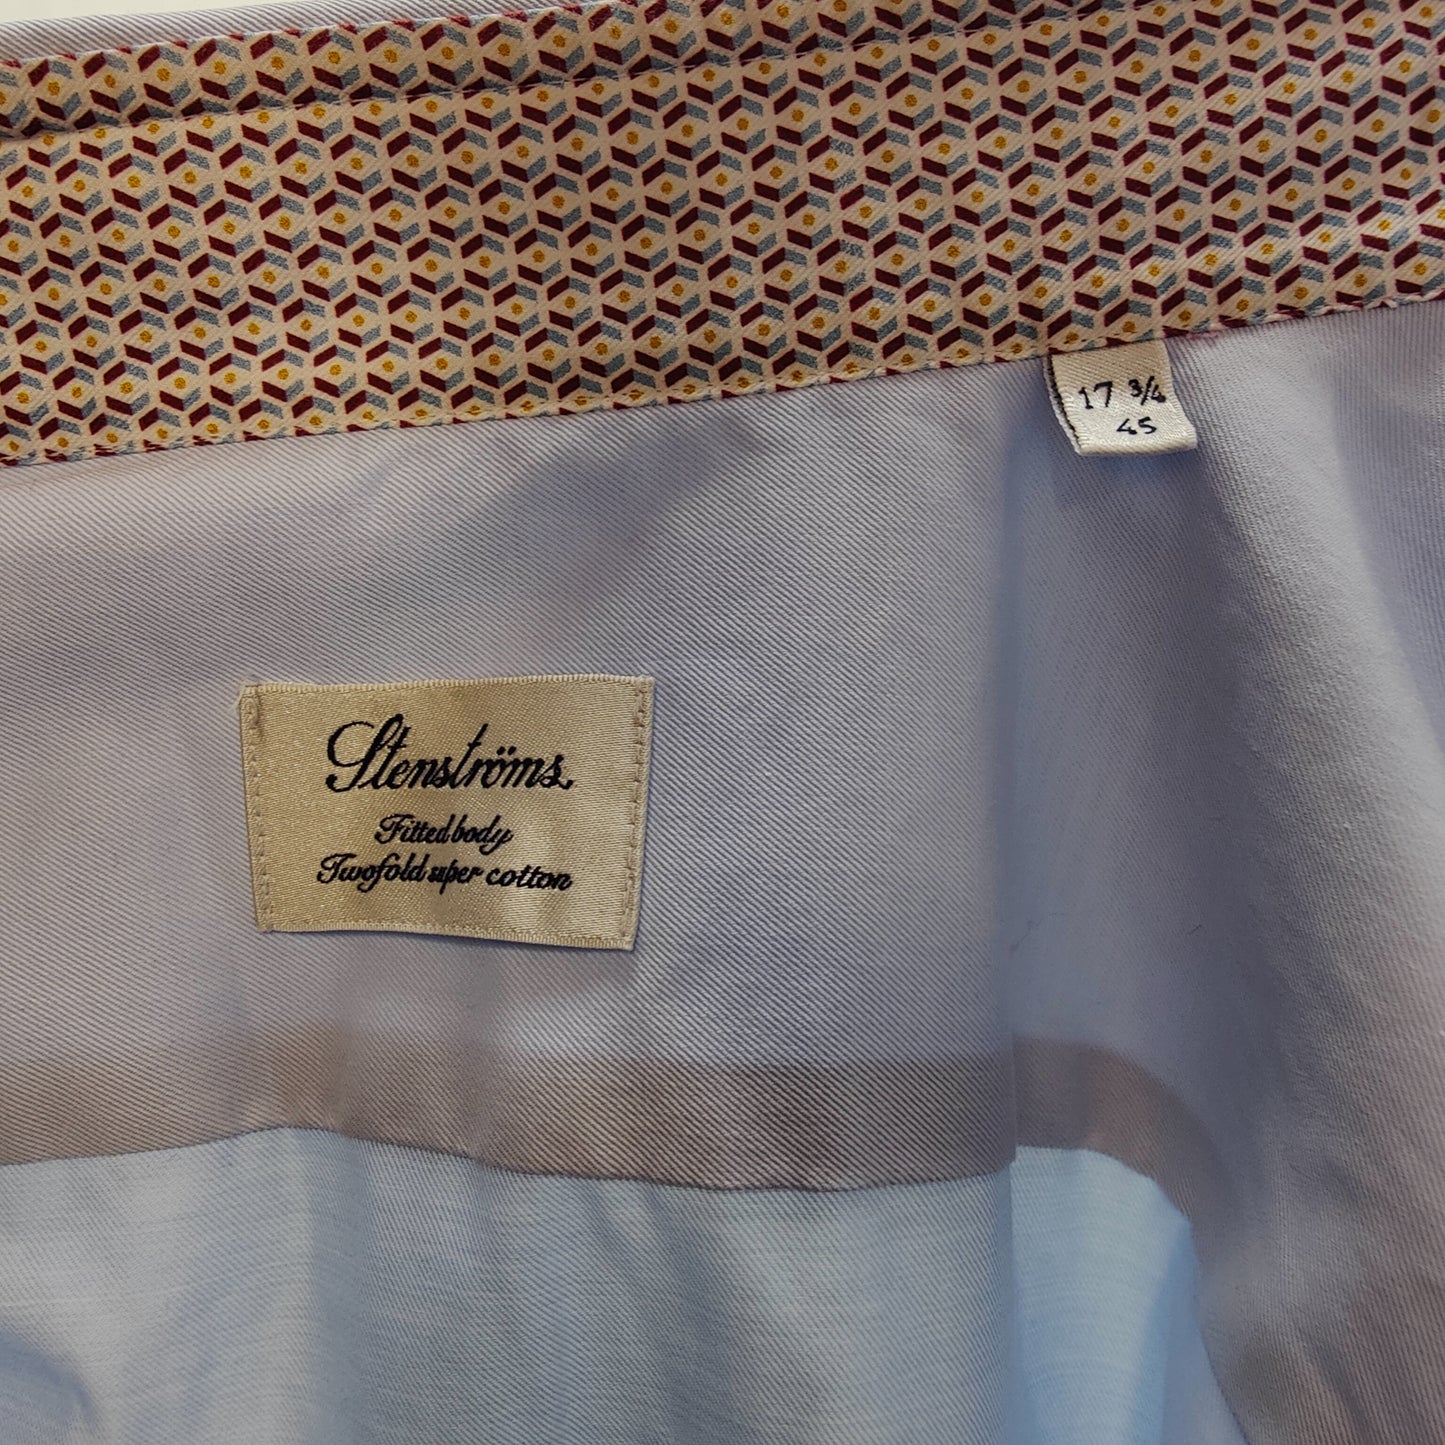 17 3/4
45
Stenströms
Fitted body
Twofold super cotton